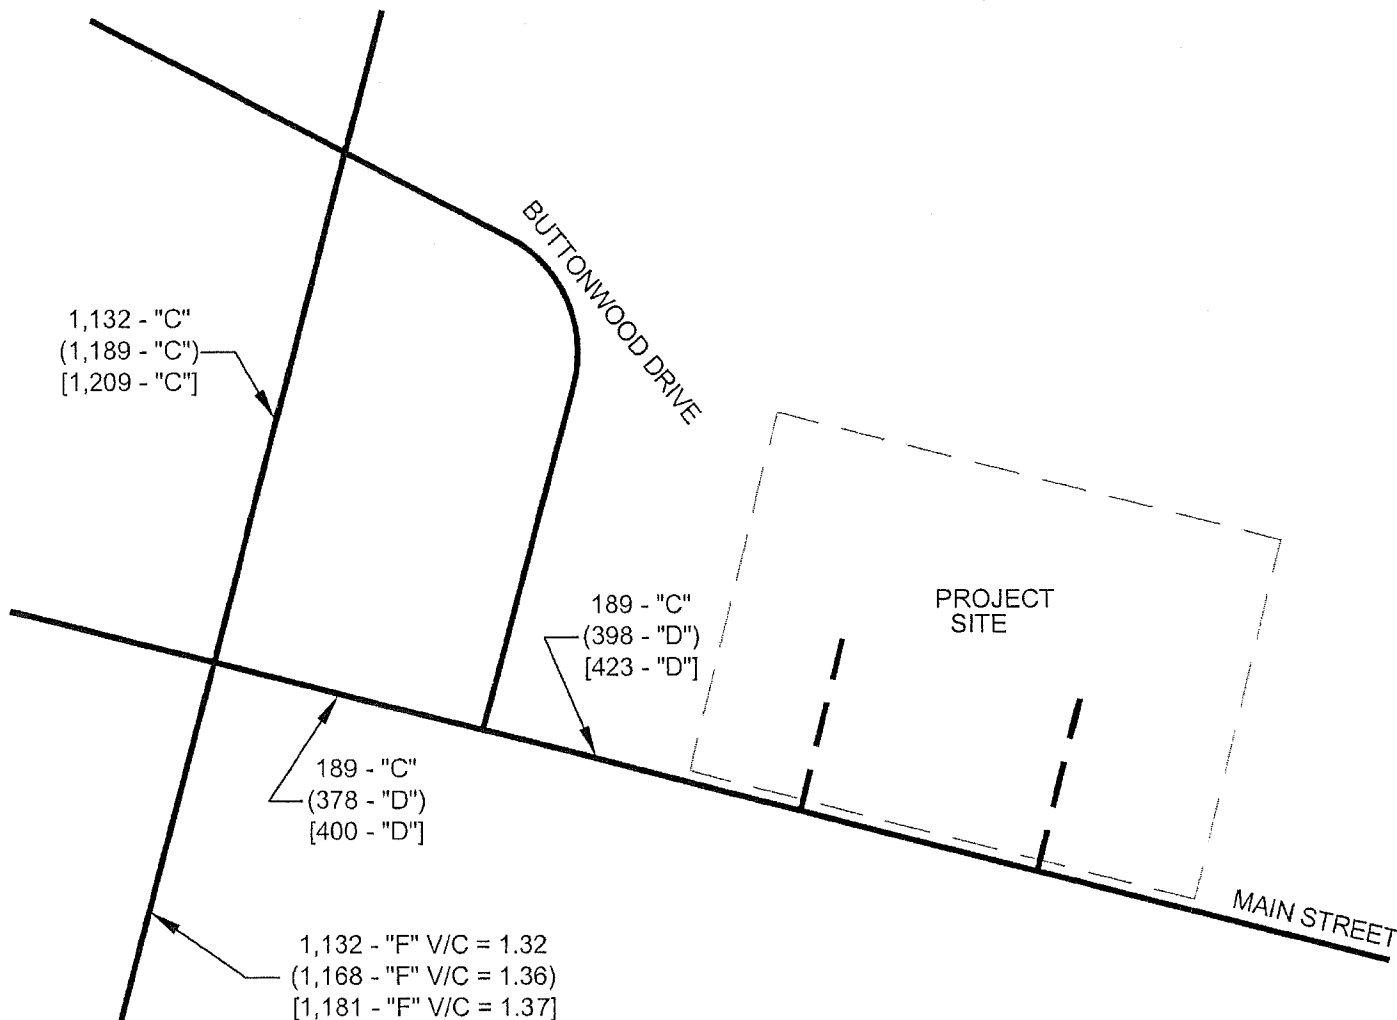 BUTTONWOOD DRIVE
1,132 - "C"
(1,189 - "C")
[1,209 - "C"]
189 - "C"
(398 - "D")
[423 - "D"]
PROJECT
SITE
189 - "C"
(378 - "D")
[400 - "D"]
MAIN STREET
1,132 - "F" V/C = 1.32
(1,168 - "F" V/C = 1.36)
[1,181 - "F" V/C = 1.37]